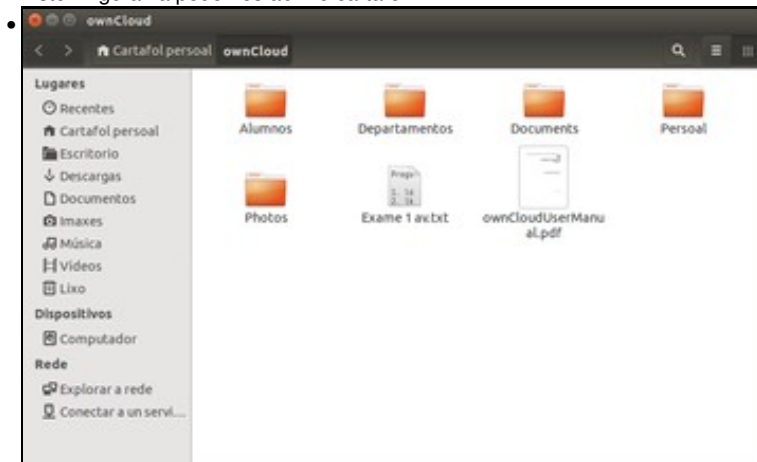 ownCloud
Cartafol persoal ownCloud
Lugares
Recentes
Cartafol persoal
Escritorio
Descargas
Documentos
Imaxes
Música
Vídeos
Lixo
Dispositivos
Computador
Rede
Explorar a rede
Conectar a un servi...
Alumnos
Departamentos
Documents
Persoal
Photos
Exame 1 av.txt
ownCloudUserManu
al.pdf